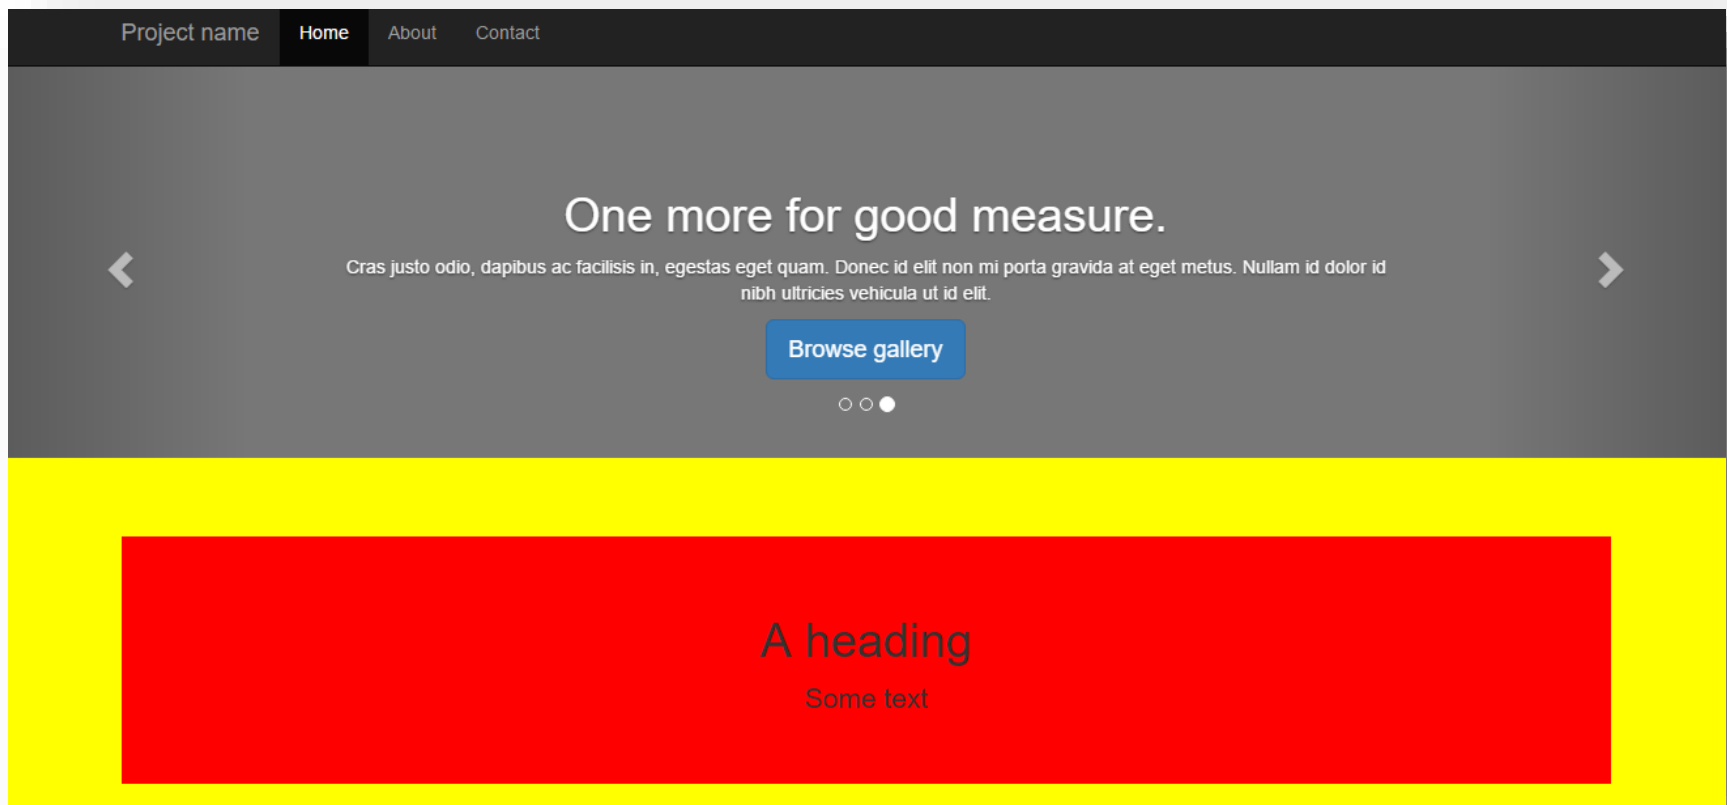 Project name Home About Contact
One more for good measure.
Cras justo odio, dapibus ac facilisis in, egestas eget quam. Donec id elit non mi porta gravida at eget metus. Nullam id dolor id
nibh ultricies vehicula ut id elit.
Browse gallery
A heading
Some text